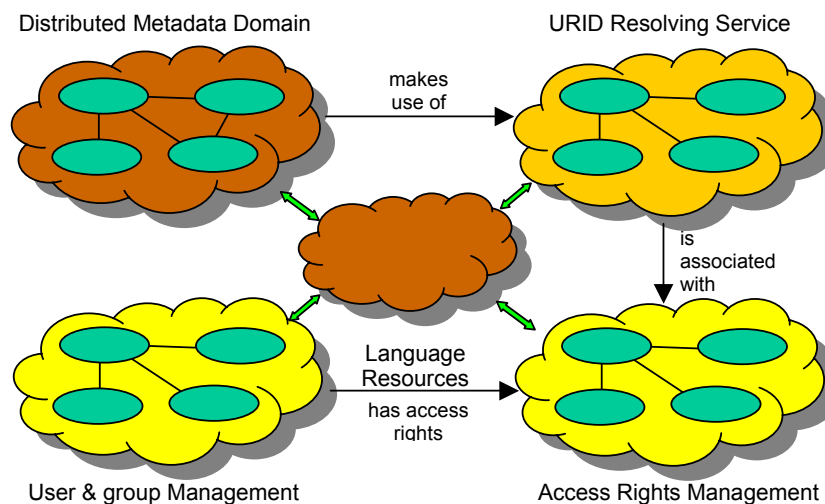 Distributed Metadata Domain
URID Resolving Service
makes
use of
is
associated
with
Language
Resources
has access
rights
User & group Management
Access Rights Management